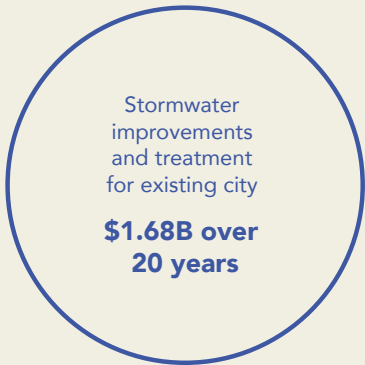 Stormwater
improvements
and treatment
for existing city
$1.68B over
20 years